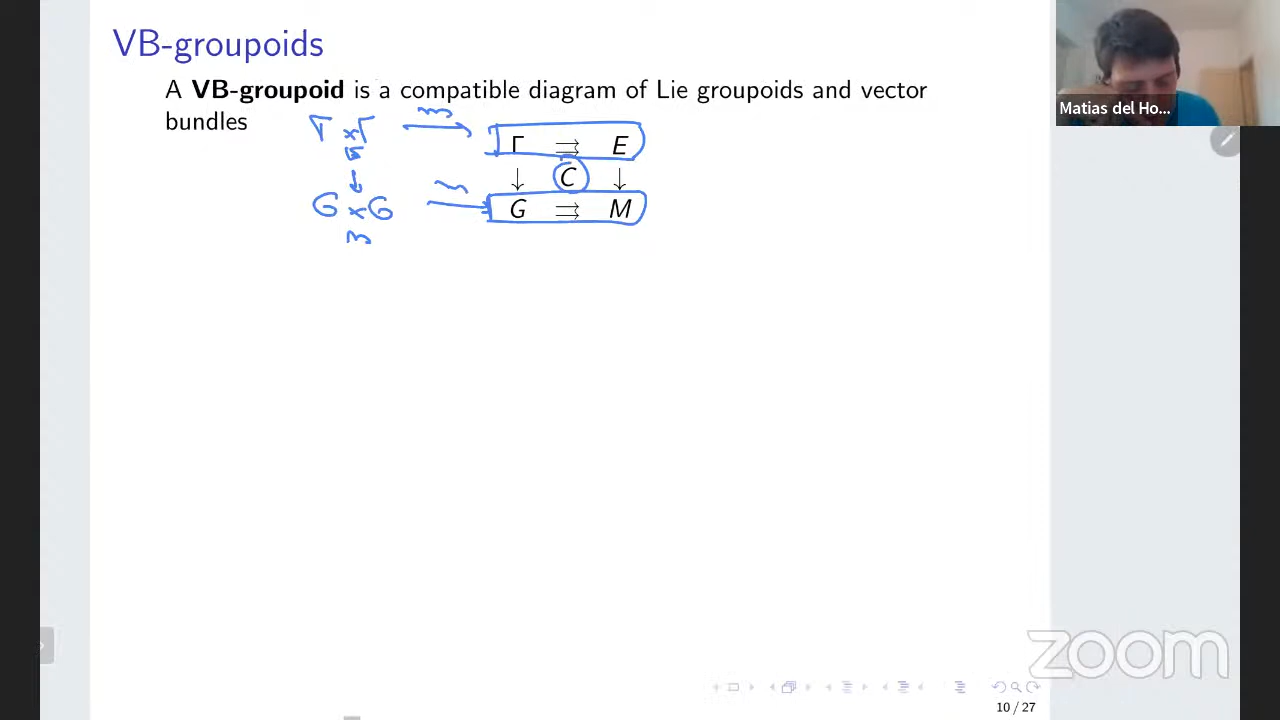 VB-groupoids
A VB-groupoid is a compatible diagram of Lie groupoids and vector
bundles
Γ × Γ m Γ ⇉ E
E
↓ ↓ C ↓
G × G m G ⇉ M
M
Matias del Ho...
zoom
10 / 27